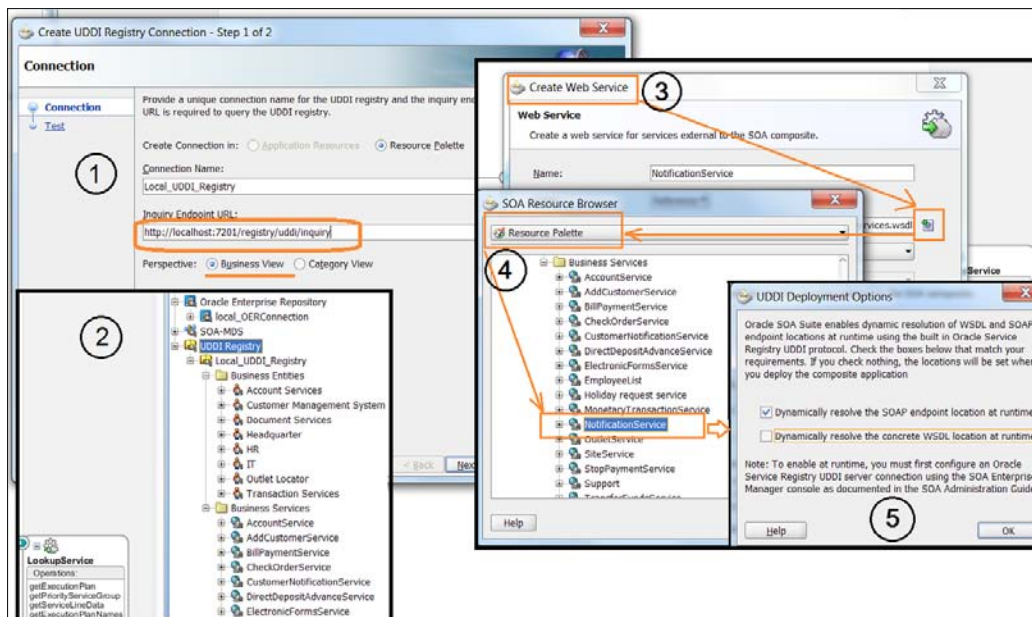 Create UDDI Registry Connection - Step 1 of 2
Connection
Connection
Test
Provide a unique connection name for the UDDI registry and the inquiry end
URL is required to query the UDDI registry.
Create Connection in: Application Resources Resource Palette
Connection Name:
Local_UDDI_Registry
Inquiry Endpoint URL:
http://localhost:7201/registry/uddi/inquiry
Perspective: Business View Category View
< Back Nex
1
2
Oracle Enterprise Repository
local_OERConnection
SOA-MDS
UDDI Registry
Local_UDDI_Registry
Business Entities
Account Services
Customer Management System
Document Services
Headquarter
HR
IT
Outlet Locator
Transaction Services
Business Services
AccountService
AddCustomerService
BillPaymentService
CheckOrderService
CustomerNotificationService
DirectDepositAdvanceService
ElectronicFormsService
LookupService
Operations:
getExecutionPlan
getPriorityServiceGroup
getServiceLineData
getExecutionPlanNames
Create Web Service
3
Web Service
Create a web service for services external to the SOA composite.
Name: NotificationService
rvices.wsdl
Service
SOA Resource Browser
Resource Palette
4
Business Services
AccountService
AddCustomerService
BillPaymentService
CheckOrderService
CustomerNotificationService
DirectDepositAdvanceService
ElectronicFormsService
EmployeeList
Holiday request service
MonetaryTransactionService
NotificationService
OutletService
SiteService
StopPaymentService
Support
TransferFundsService
Help
UDDI Deployment Options
Oracle SOA Suite enables dynamic resolution of WSDL and SOAP
endpoint locations at runtime using the built in Oracle Service
Registry UDDI protocol. Check the boxes below that match your
requirements. If you check nothing, the locations will be set when
you deploy the composite application
Dynamically resolve the SOAP endpoint location at runtime
Dynamically resolve the concrete WSDL location at runtime
Note: To enable at runtime, you must first configure an Oracle
Service Registry UDDI server connection using the SOA Enterprise
Manager console as documented in the SOA Administration Guide
5
Help OK